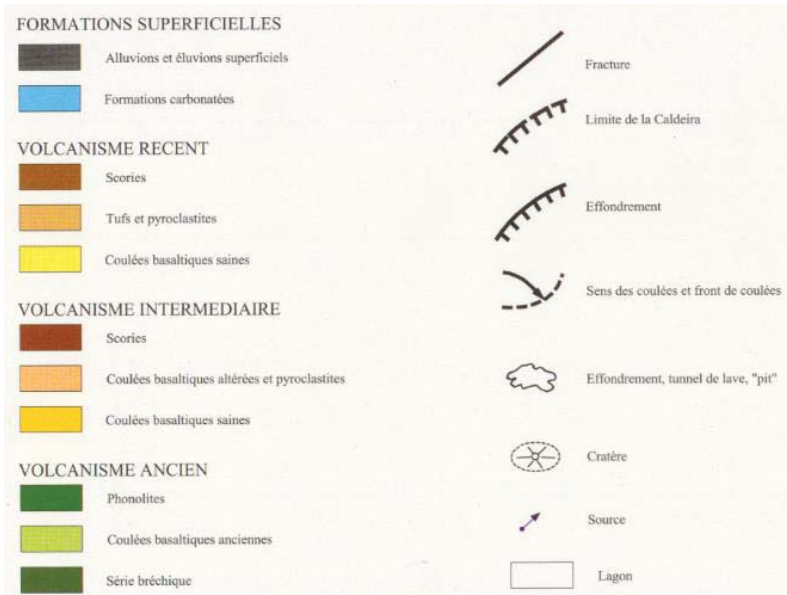 FORMATIONS SUPERFICIELLES
Alluvions et éluvions superficiels
Formations carbonatées
VOLCANISME RECENT
Scories
Tufs et pyroclastites
Coulées basaltiques saines
VOLCANISME INTERMEDIAIRE
Scories
Coulées basaltiques altérées et pyroclastites
Coulées basaltiques saines
VOLCANISME ANCIEN
Phonolites
Coulées basaltiques anciennes
Série bréchique
Fracture
Limite de la Caldeira
Effondrement
Sens des coulées et front de coulées
Effondrement, tunnel de lave, "pit"
Cratère
Source
Lagon